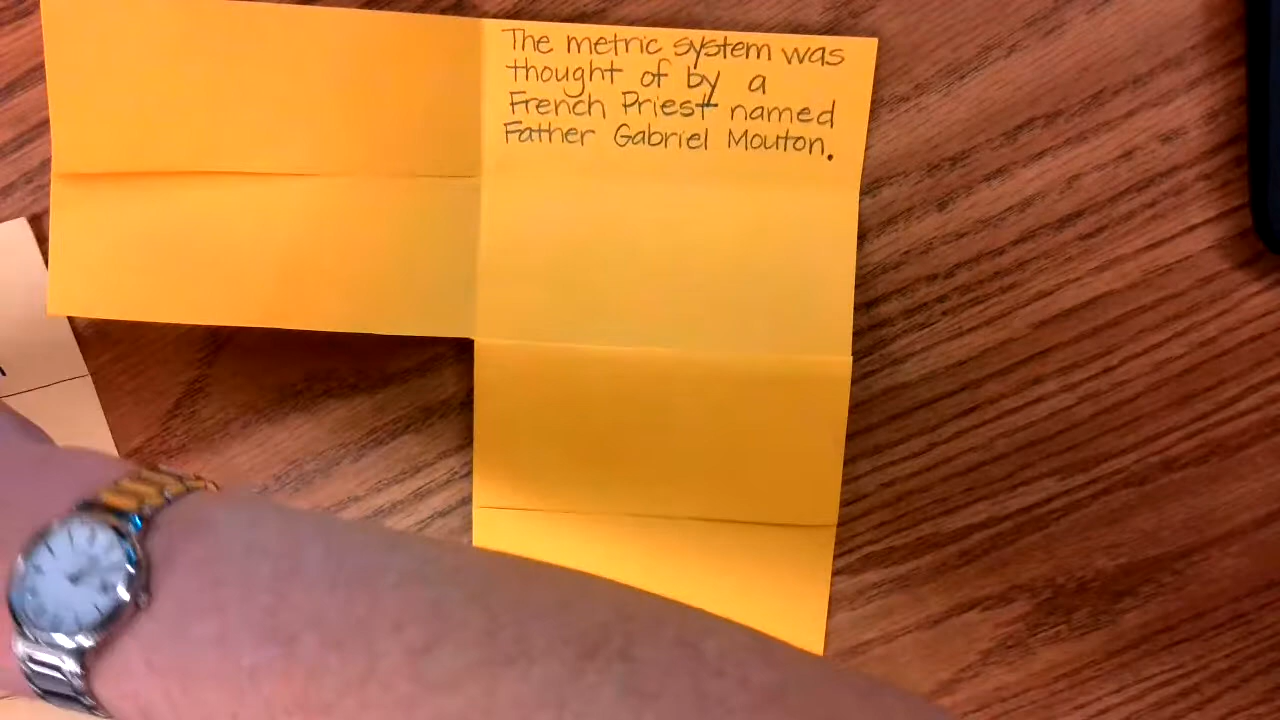 The metric system was
thought of by a
French Priest named
Father Gabriel Mouton.